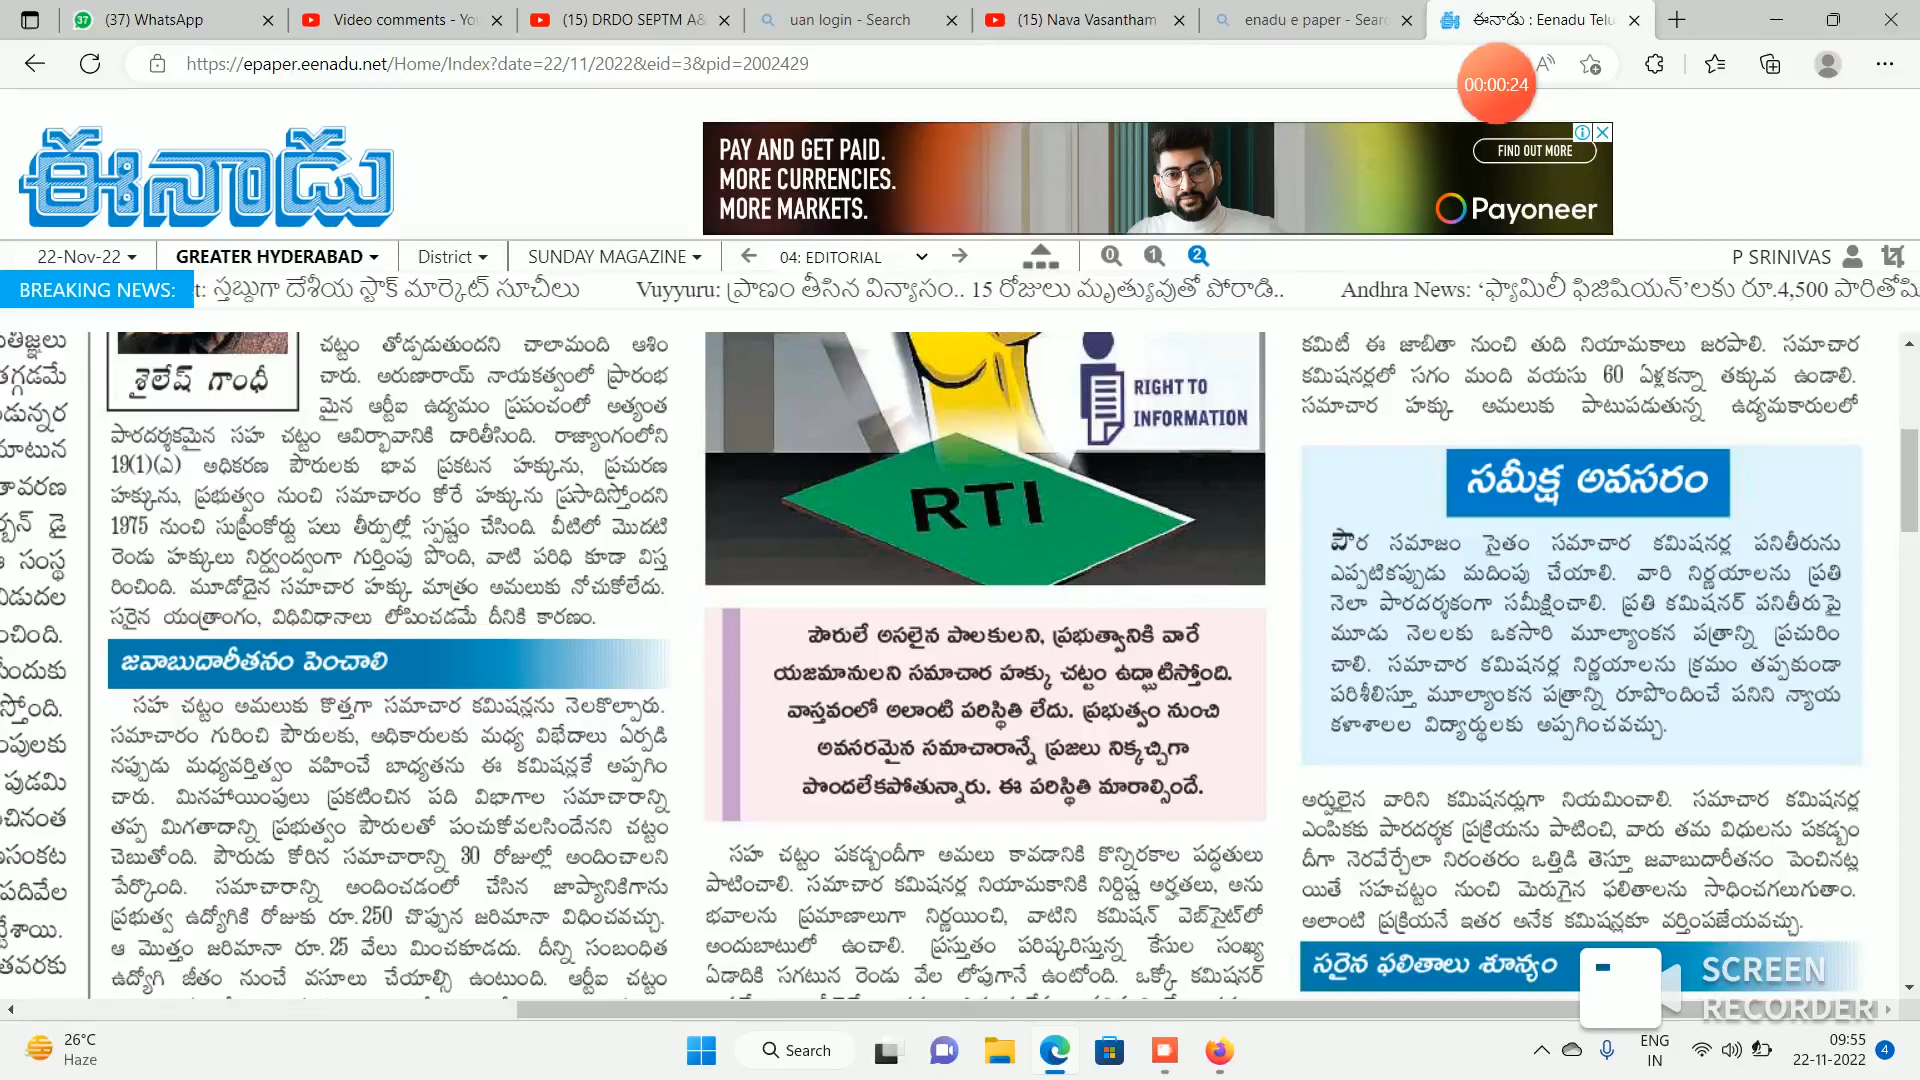 (37) WhatsApp
Video comments - Yo
(15) DRDO SEPTM A&
uan login - Search
(15) Nava Vasantham
enadu e paper - Searc
ఈనాడు : Eenadu Telu
https://epaper.eenadu.net/Home/Index?date=22/11/2022&eid=3&pid=2002429
00:00:24
ఈనాడు
PAY AND GET PAID.
MORE CURRENCIES.
MORE MARKETS.
FIND OUT MORE
Payoneer
22-Nov-22
GREATER HYDERABAD
District
SUNDAY MAGAZINE
04: EDITORIAL
P SRINIVAS
BREAKING NEWS:
t: స్తబ్దుగా దేశీయ స్టాక్ మార్కెట్ సూచీలు
Vuyyuru: ప్రాణం తీసిన విన్యాసం.. 15 రోజులు మృత్యువుతో పోరాడి..
Andhra News: ‘ఫ్యామిలీ ఫిజిషియన్’లకు రూ.4,500 పారితోషి
శైలేష్ గాంధీ
చట్టం తోడ్పడుతుందని చాలామంది ఆశిం
చారు. అరుణారాయ్ నాయకత్వంలో ప్రారంభ
మైన ఆర్టీఐ ఉద్యమం ప్రపంచంలో అత్యంత
పారదర్శకమైన సహ చట్టం ఆవిర్భావానికి దారితీసింది. రాజ్యాంగంలోని
19(1)(ఎ) అధికరణ పౌరులకు భావ ప్రకటన హక్కును, ప్రచురణ
హక్కును, ప్రభుత్వం నుంచి సమాచారం కోరే హక్కును ప్రసాదిస్తోందని
1975 నుంచి సుప్రీంకోర్టు పలు తీర్పుల్లో స్పష్టం చేసింది. వీటిలో మొదటి
రెండు హక్కులు నిర్ద్వంద్వంగా గుర్తింపు పొంది, వాటి పరిధి కూడా విస్త
రించింది. మూడోదైన సమాచార హక్కు మాత్రం అమలుకు నోచుకోలేదు.
సరైన యంత్రాంగం, విధివిధానాలు లోపించడమే దీనికి కారణం.
జవాబుదారీతనం పెంచాలి
సహ చట్టం అమలుకు కొత్తగా సమాచార కమిషన్లను నెలకొల్పారు.
సమాచారం గురించి పౌరులకు, అధికారులకు మధ్య విభేదాలు ఏర్పడి
నప్పుడు మధ్యవర్తిత్వం వహించే బాధ్యతను ఈ కమిషన్లకే అప్పగిం
చారు. మినహాయింపులు ప్రకటించిన పది విభాగాల సమాచారాన్ని
తప్ప మిగతాదాన్ని ప్రభుత్వం పౌరులతో పంచుకోవలసిందేనని చట్టం
చెబుతోంది. పౌరుడు కోరిన సమాచారాన్ని 30 రోజుల్లో అందించాలని
పేర్కొంది. సమాచారాన్ని అందించడంలో చేసిన జాప్యానికిగాను
ప్రభుత్వ ఉద్యోగికి రోజుకు రూ.250 చొప్పున జరిమానా విధించవచ్చు.
ఆ మొత్తం జరిమానా రూ.25 వేలు మించకూడదు. దీన్ని సంబంధిత
ఉద్యోగి జీతం నుంచే వసూలు చేయాల్సి ఉంటుంది. ఆర్టీఐ చట్టం
RIGHT TO
INFORMATION
RTI
పౌరులే అసలైన పాలకులని, ప్రభుత్వానికి వారే
యజమానులని సమాచార హక్కు చట్టం ఉద్ఘాటిస్తోంది.
వాస్తవంలో అలాంటి పరిస్థితి లేదు. ప్రభుత్వం నుంచి
అవసరమైన సమాచారాన్నే ప్రజలు నిక్కచ్చిగా
పొందలేకపోతున్నారు. ఈ పరిస్థితి మారాల్సిందే.
సహ చట్టం పకడ్బందీగా అమలు కావడానికి కొన్నిరకాల పద్ధతులు
పాటించాలి. సమాచార కమిషనర్ల నియామకానికి నిర్దిష్ట అర్హతలు, అను
భవాలను ప్రమాణాలుగా నిర్ణయించి, వాటిని కమిషన్ వెబ్‌సైట్‌లో
అందుబాటులో ఉంచాలి. ప్రస్తుతం పరిష్కరిస్తున్న కేసుల సంఖ్య
ఏడాదికి సగటున రెండు వేల లోపుగానే ఉంటోంది. ఒక్కో కమిషనర్
కమిటీ ఈ జాబితా నుంచి తుది నియామకాలు జరపాలి. సమాచార
కమిషనర్లలో సగం మంది వయసు 60 ఏళ్లకన్నా తక్కువ ఉండాలి.
సమాచార హక్కు అమలుకు పాటుపడుతున్న ఉద్యమకారులలో
సమీక్ష అవసరం
పౌర సమాజం సైతం సమాచార కమిషనర్ల పనితీరును
ఎప్పటికప్పుడు మదింపు చేయాలి. వారి నిర్ణయాలను ప్రతి
నెలా పారదర్శకంగా సమీక్షించాలి. ప్రతి కమిషనర్ పనితీరుపై
మూడు నెలలకు ఒకసారి మూల్యాంకన పత్రాన్ని ప్రచురిం
చాలి. సమాచార కమిషనర్ల నిర్ణయాలను క్రమం తప్పకుండా
పరిశీలిస్తూ మూల్యాంకన పత్రాన్ని రూపొందించే పనిని న్యాయ
కళాశాలల విద్యార్థులకు అప్పగించవచ్చు.
అర్హులైన వారిని కమిషనర్లుగా నియమించాలి. సమాచార కమిషనర్ల
ఎంపికకు పారదర్శక ప్రక్రియను పాటించి, వారు తమ విధులను పకడ్బం
దీగా నెరవేర్చేలా నిరంతరం ఒత్తిడి తెస్తూ జవాబుదారీతనం పెంచినట్ల
యితే సహచట్టం నుంచి మెరుగైన ఫలితాలను సాధించగలుగుతాం.
అలాంటి ప్రక్రియనే ఇతర అనేక కమిషన్లకూ వర్తింపజేయవచ్చు.
సరైన ఫలితాలు శూన్యం
SCREEN
RECORDER
26°C
Haze
Search
ENG
IN
09:55
22-11-2022
4